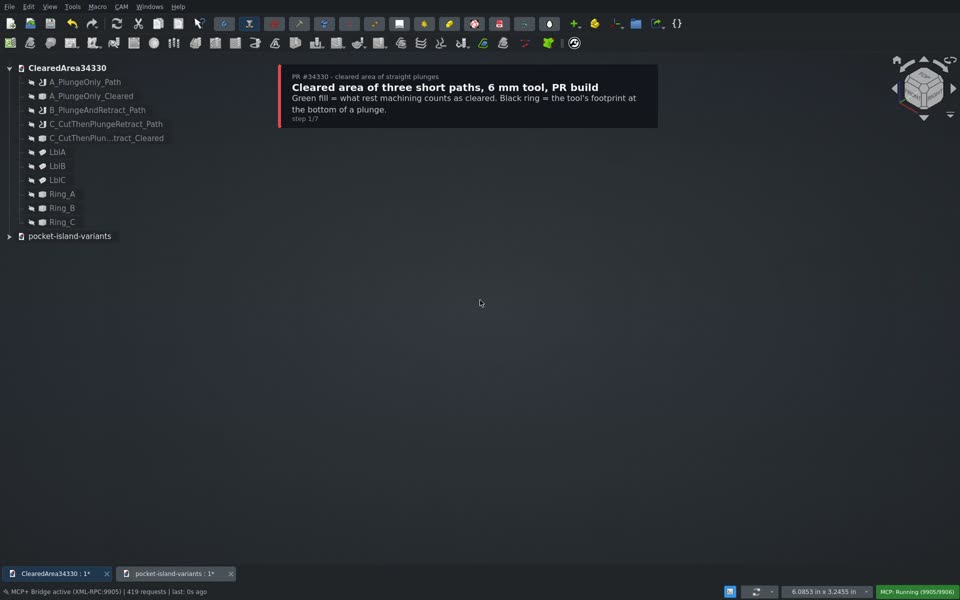 File Edit View Tools Macro CAM Windows Help
ClearedArea34330
A_PlungeOnly_Path
A_PlungeOnly_Cleared
B_PlungeAndRetract_Path
C_CutThenPlungeRetract_Path
C_CutThenPlun...tract_Cleared
LblA
LblB
LblC
Ring_A
Ring_B
Ring_C
pocket-island-variants
PR #34330 - cleared area of straight plunges
Cleared area of three short paths, 6 mm tool, PR build
Green fill = what rest machining counts as cleared. Black ring = the tool's footprint at
the bottom of a plunge.
step 1/7
ClearedArea34330 : 1*
pocket-island-variants : 1*
MCP+ Bridge active (XML-RPC:9905) | 419 requests | last: 0s ago
6.0853 in x 3.2455 in
MCP: Running (9905/9906)